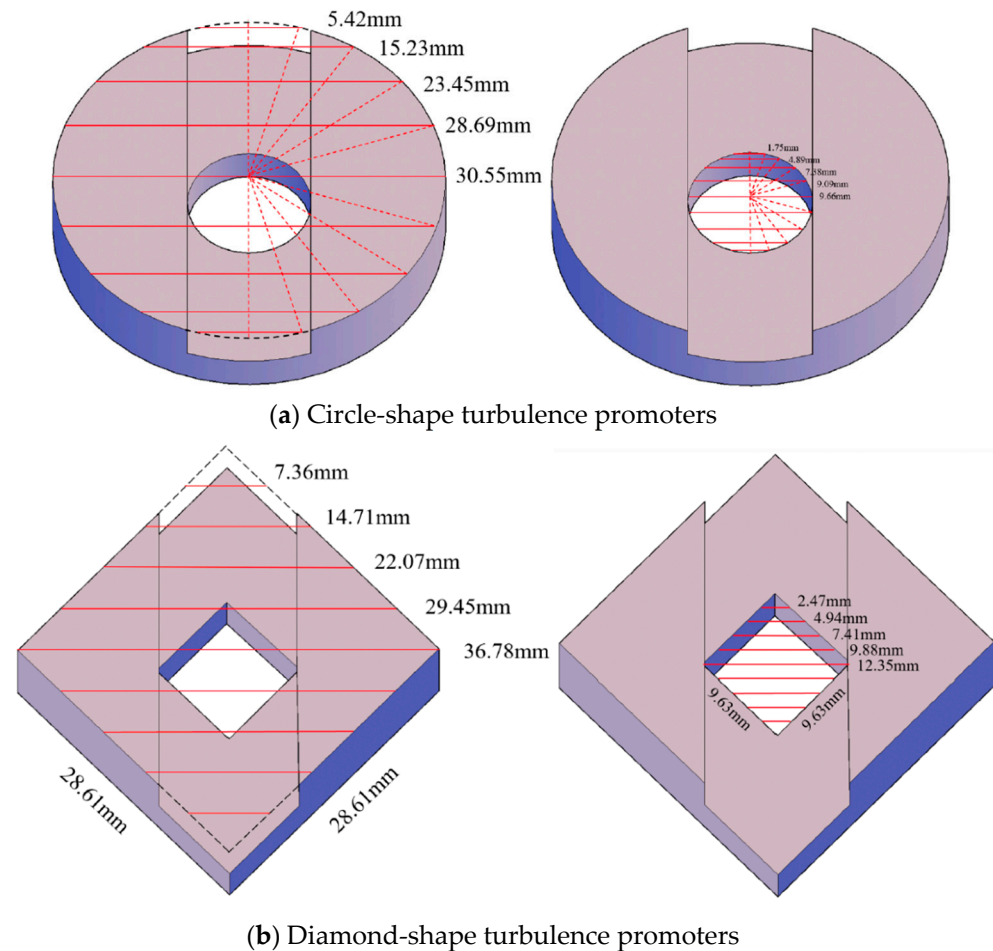 5.42mm
15.23mm
23.45mm
28.69mm
30.55mm
1.75mm
4.89mm
7.38mm
9.09mm
9.66mm
(a) Circle-shape turbulence promoters
7.36mm
14.71mm
22.07mm
29.45mm
36.78mm
28.61mm
28.61mm
2.47mm
4.94mm
7.41mm
9.88mm
12.35mm
9.63mm
9.63mm
(b) Diamond-shape turbulence promoters